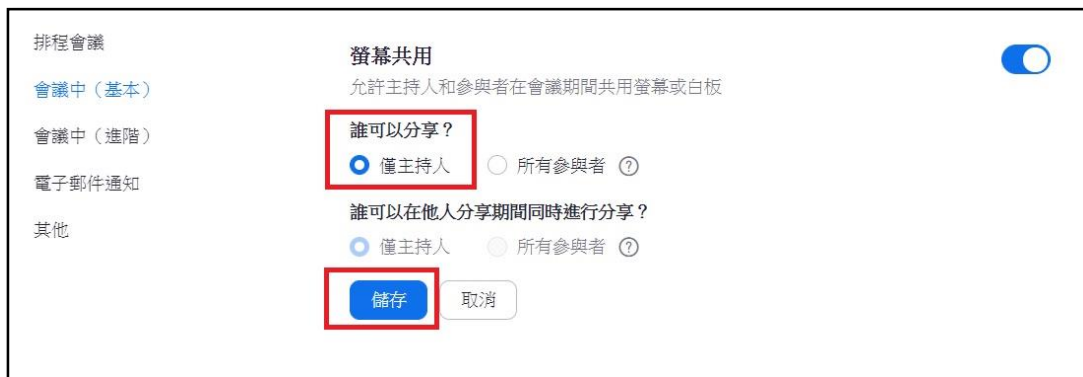 排程會議
會議中（基本）
會議中（進階）
電子郵件通知
其他
螢幕共用
允許主持人和參與者在會議期間共用螢幕或白板
誰可以分享？
僅主持人 所有參與者 ?
誰可以在他人分享期間同時進行分享？
僅主持人 所有參與者 ?
儲存 取消